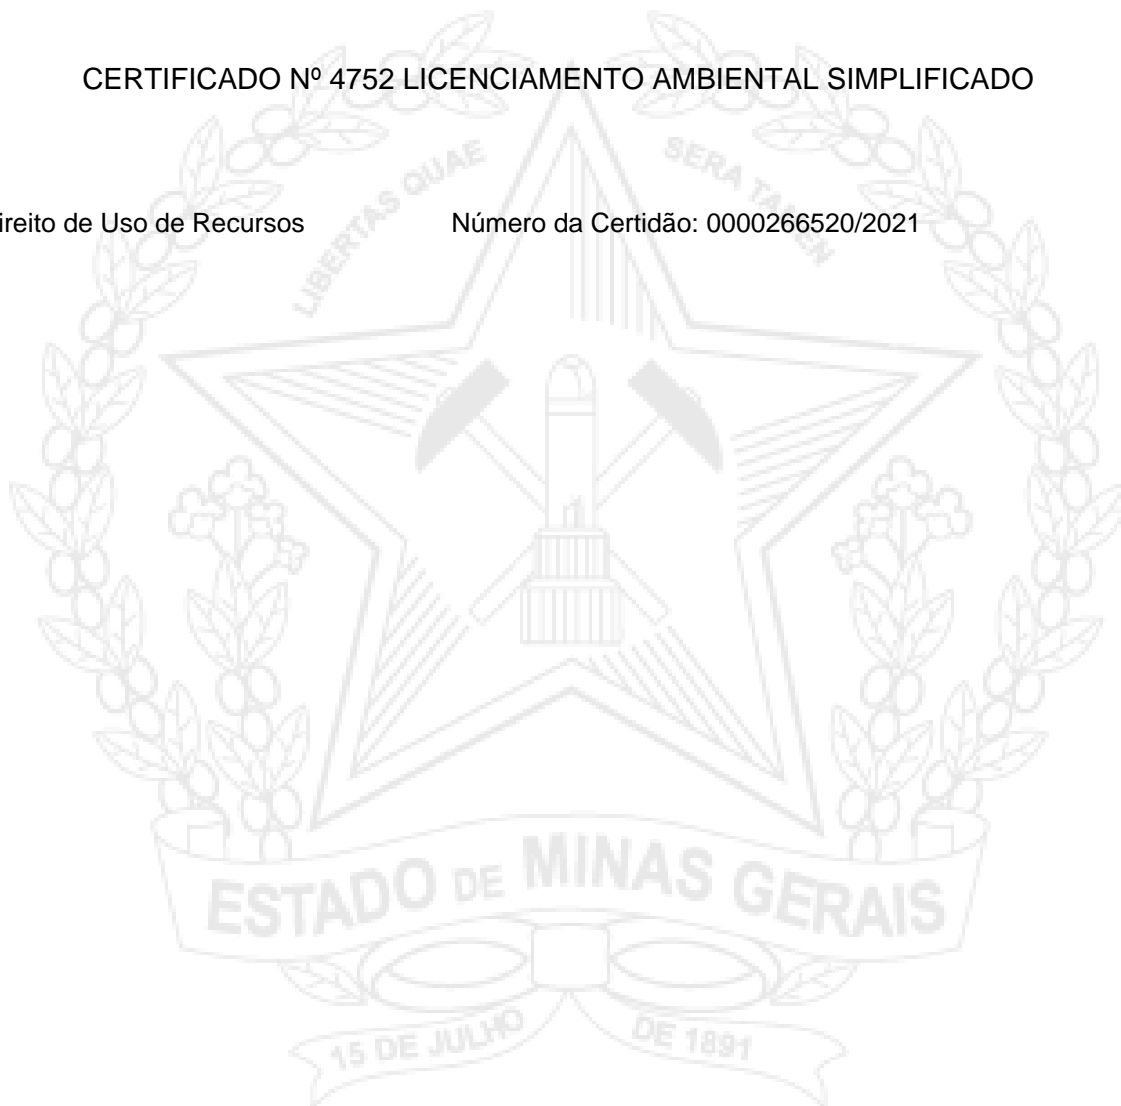 CERTIFICADO Nº 4752 LICENCIAMENTO AMBIENTAL SIMPLIFICADO
LIBERTAS QUAE SERA TAMEN
ireito de Uso de Recursos Número da Certidão: 0000266520/2021
ESTADO DE MINAS GERAIS
15 DE JULHO DE 1891